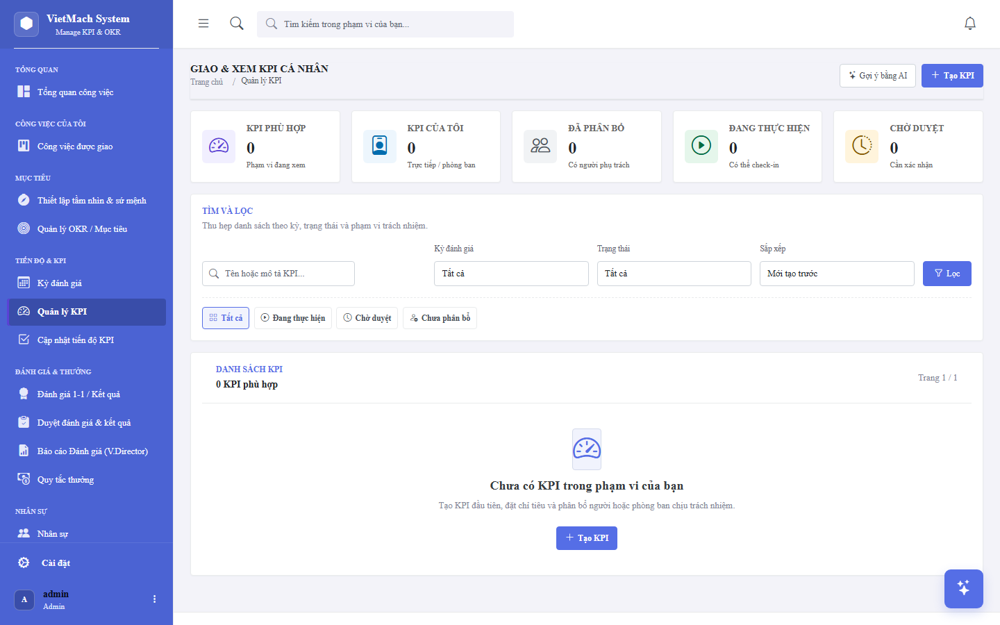 VietMach System
Manage KPI & OKR
TỔNG QUAN
Tổng quan công việc
CÔNG VIỆC CỦA TÔI
Công việc được giao
MỤC TIÊU
Thiết lập tầm nhìn & sứ mệnh
Quản lý OKR / Mục tiêu
TIẾN ĐỘ & KPI
Kỳ đánh giá
Quản lý KPI
Cập nhật tiến độ KPI
ĐÁNH GIÁ & THƯỞNG
Đánh giá 1-1 / Kết quả
Duyệt đánh giá & kết quả
Báo cáo Đánh giá (V.Director)
Quy tắc thưởng
NHÂN SỰ
Nhân sự
Cài đặt
A
admin
Admin
Tìm kiếm trong phạm vi của bạn...
GIAO & XEM KPI CÁ NHÂN
Trang chủ / Quản lý KPI
Gợi ý bằng AI
Tạo KPI
KPI PHÙ HỢP
0
Phạm vi đang xem
KPI CỦA TÔI
0
Trực tiếp / phòng ban
ĐÃ PHÂN BỔ
0
Có người phụ trách
ĐANG THỰC HIỆN
0
Có thể check-in
CHỜ DUYỆT
0
Cần xác nhận
TÌM VÀ LỌC
Thu hẹp danh sách theo kỳ, trạng thái và phạm vi trách nhiệm.
Tên hoặc mô tả KPI...
Kỳ đánh giá
Tất cả
Trạng thái
Tất cả
Sắp xếp
Mới tạo trước
Lọc
Tất cả
Đang thực hiện
Chờ duyệt
Chưa phân bổ
DANH SÁCH KPI
0 KPI phù hợp
Trang 1 / 1
Chưa có KPI trong phạm vi của bạn
Tạo KPI đầu tiên, đặt chỉ tiêu và phân bổ người hoặc phòng ban chịu trách nhiệm.
Tạo KPI